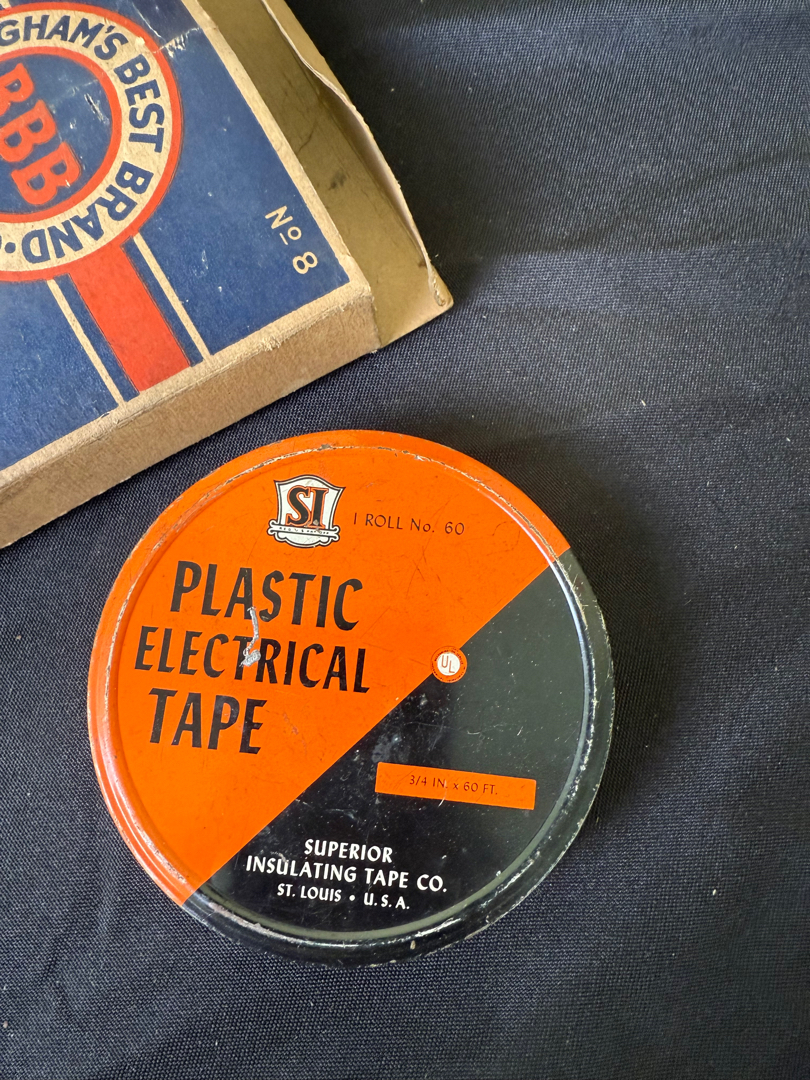 GHAM'S BEST BRAND •
BBB
No 8
SI
1 ROLL No. 60
PLASTIC
ELECTRICAL
TAPE
UL
3/4 IN. x 60 FT.
SUPERIOR
INSULATING TAPE CO.
ST. LOUIS • U.S.A.